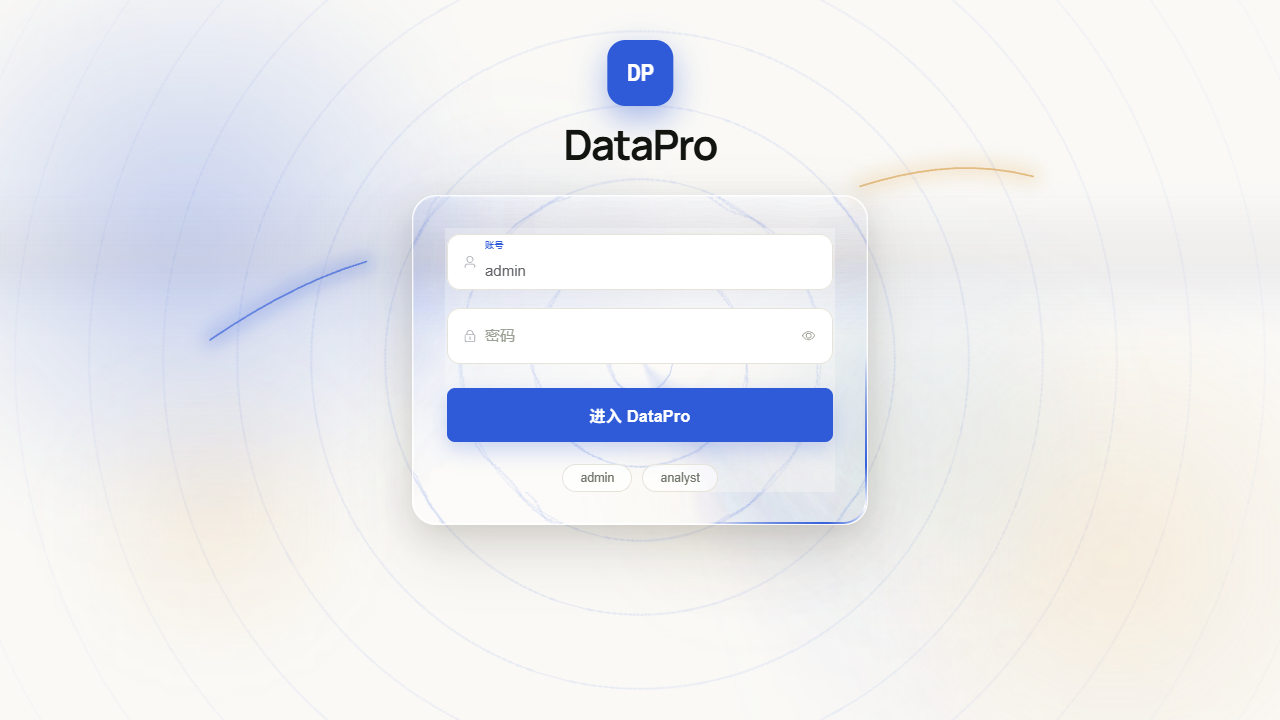 DP
DataPro
账号
admin
密码
进入 DataPro
admin analyst